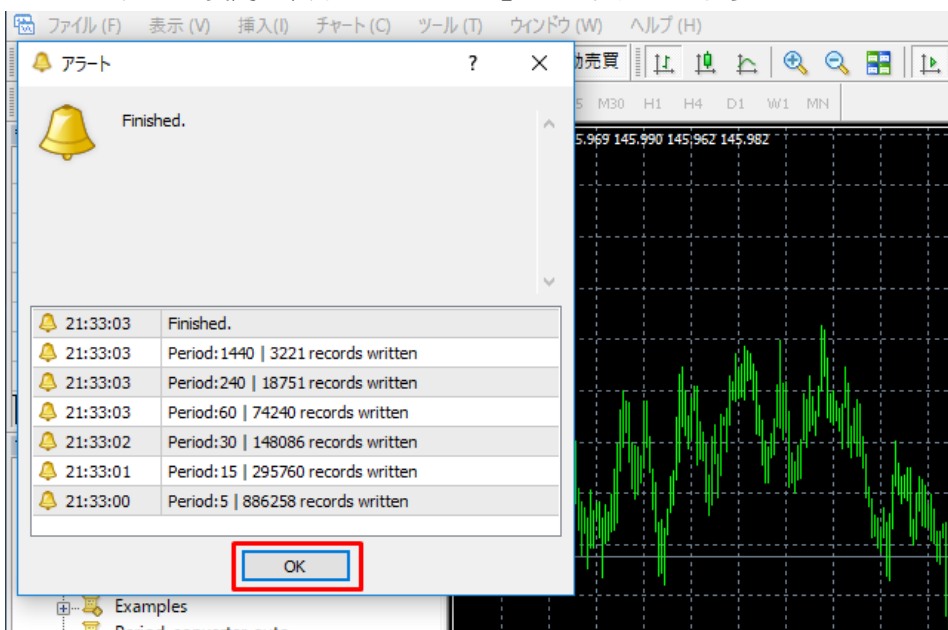 ファイル (F) 表示 (V) 挿入(I) チャート(C) ツール (T) ウィンドウ (W) ヘルプ (H)
アラート ? 
売買
M30 H1 H4 D1 W1 MN
Finished.
5.969 145.990 145.962 145.982
21:33:03 Finished.
21:33:03 Period:1440 | 3221 records written
21:33:03 Period:240 | 18751 records written
21:33:03 Period:60 | 74240 records written
21:33:02 Period:30 | 148086 records written
21:33:01 Period:15 | 295760 records written
21:33:00 Period:5 | 886258 records written
OK
Examples